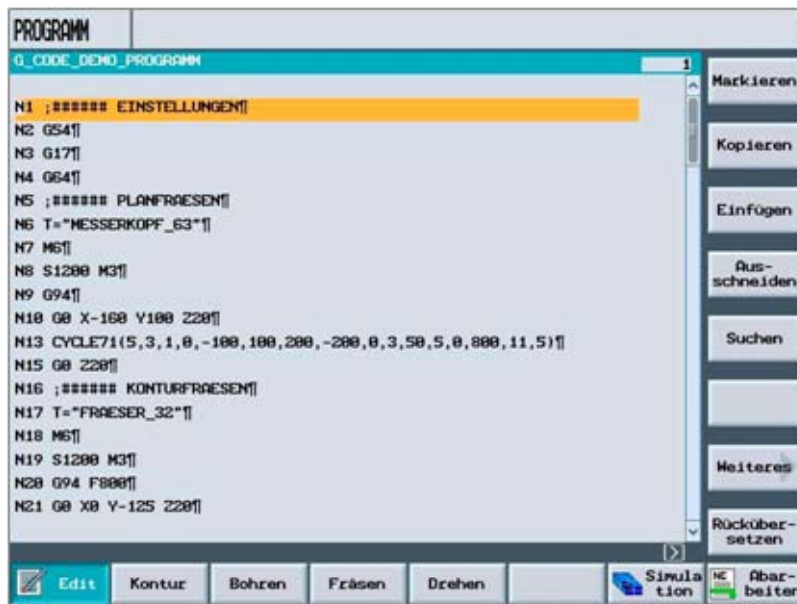 PROGRAMM
G_CODE_DEMO_PROGRAMM 1
N1 ;###### EINSTELLUNGEN¶
N2 G54¶
N3 G17¶
N4 G64¶
N5 ;###### PLANFRAESEN¶
N6 T="MESSERKOPF_63"¶
N7 M6¶
N8 S1200 M3¶
N9 G94¶
N10 G0 X-160 Y100 Z20¶
N13 CYCLE71(5,3,1,0,-100,100,200,-200,0,3,50,5,0,800,11,5)¶
N15 G0 Z20¶
N16 ;###### KONTURFRAESEN¶
N17 T="FRAESER_32"¶
N18 M6¶
N19 S1200 M3¶
N20 G94 F800¶
N21 G0 X0 Y-125 Z20¶
Markieren
Kopieren
Einfügen
Aus-
schneiden
Suchen
Weiteres
Rücküber-
setzen
Edit
Kontur
Bohren
Fräsen
Drehen
Simula
tion
NC
Abar-
beiter